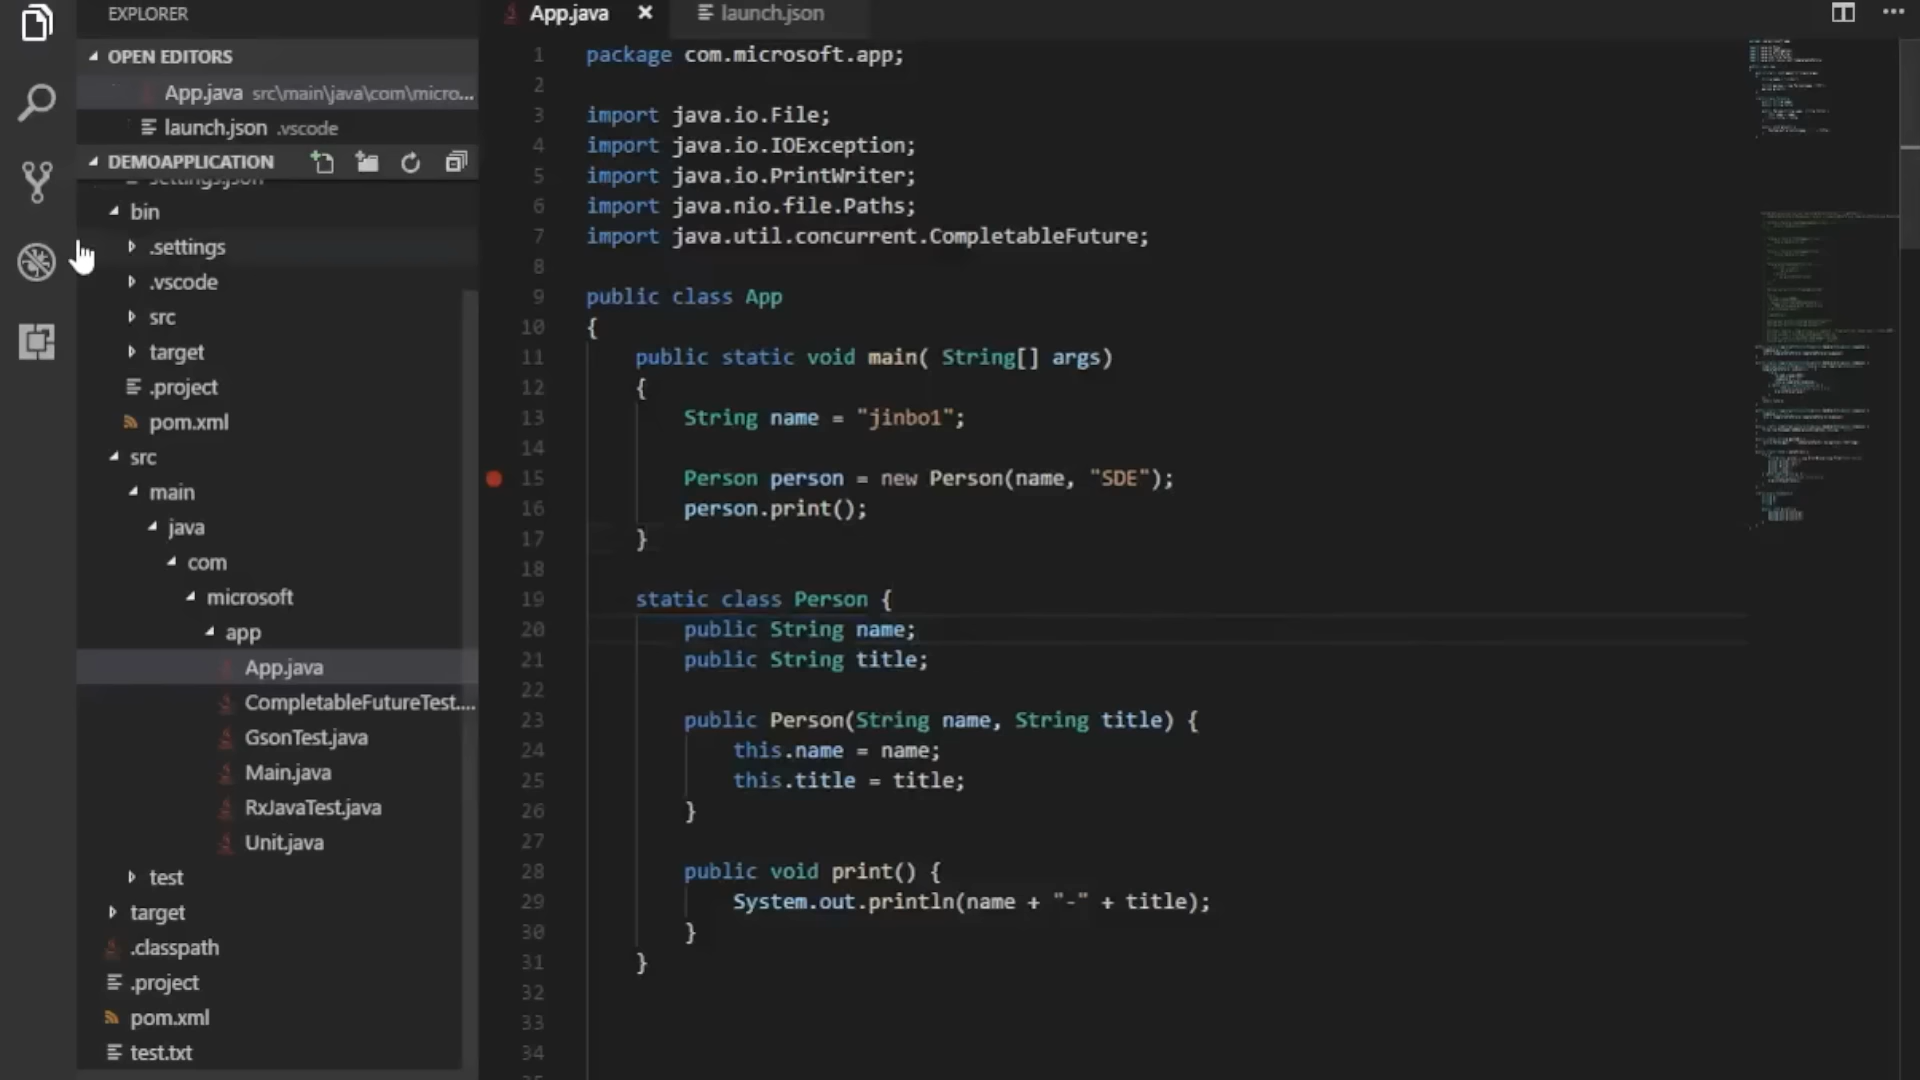 EXPLORER
OPEN EDITORS
App.java src\main\java\com\micro...
launch.json .vscode
DEMOAPPLICATION
settings.json
bin
.settings
.vscode
src
target
.project
pom.xml
src
main
java
com
microsoft
app
App.java
CompletableFutureTest....
GsonTest.java
Main.java
RxJavaTest.java
Unit.java
test
target
.classpath
.project
pom.xml
test.txt
App.java
launch.json
1 package com.microsoft.app;
2
3 import java.io.File;
4 import java.io.IOException;
5 import java.io.PrintWriter;
6 import java.nio.file.Paths;
7 import java.util.concurrent.CompletableFuture;
8
9 public class App
10 {
11 public static void main( String[] args)
12 {
13 String name = "jinbo1";
14
15 Person person = new Person(name, "SDE");
16 person.print();
17 }
18
19 static class Person {
20 public String name;
21 public String title;
22
23 public Person(String name, String title) {
24 this.name = name;
25 this.title = title;
26 }
27
28 public void print() {
29 System.out.println(name + "-" + title);
30 }
31 }
32
33
34